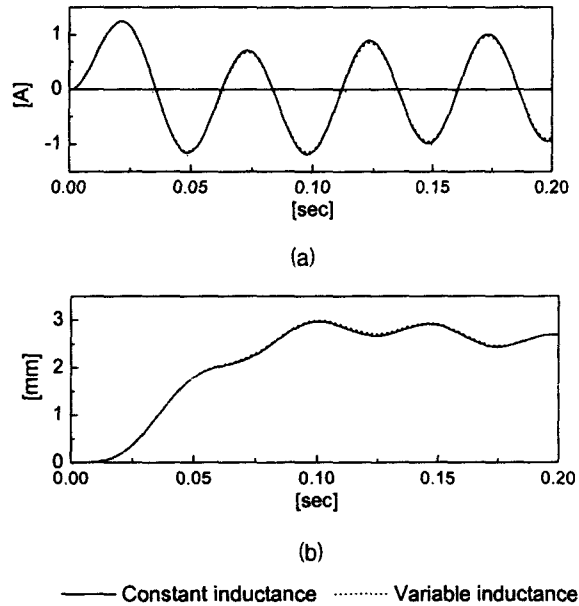 1
0
-1
[A]
0.00 0.05 0.10 0.15 0.20
[sec]
(a)
3
2
1
0
[mm]
0.00 0.05 0.10 0.15 0.20
[sec]
(b)
Constant inductance Variable inductance